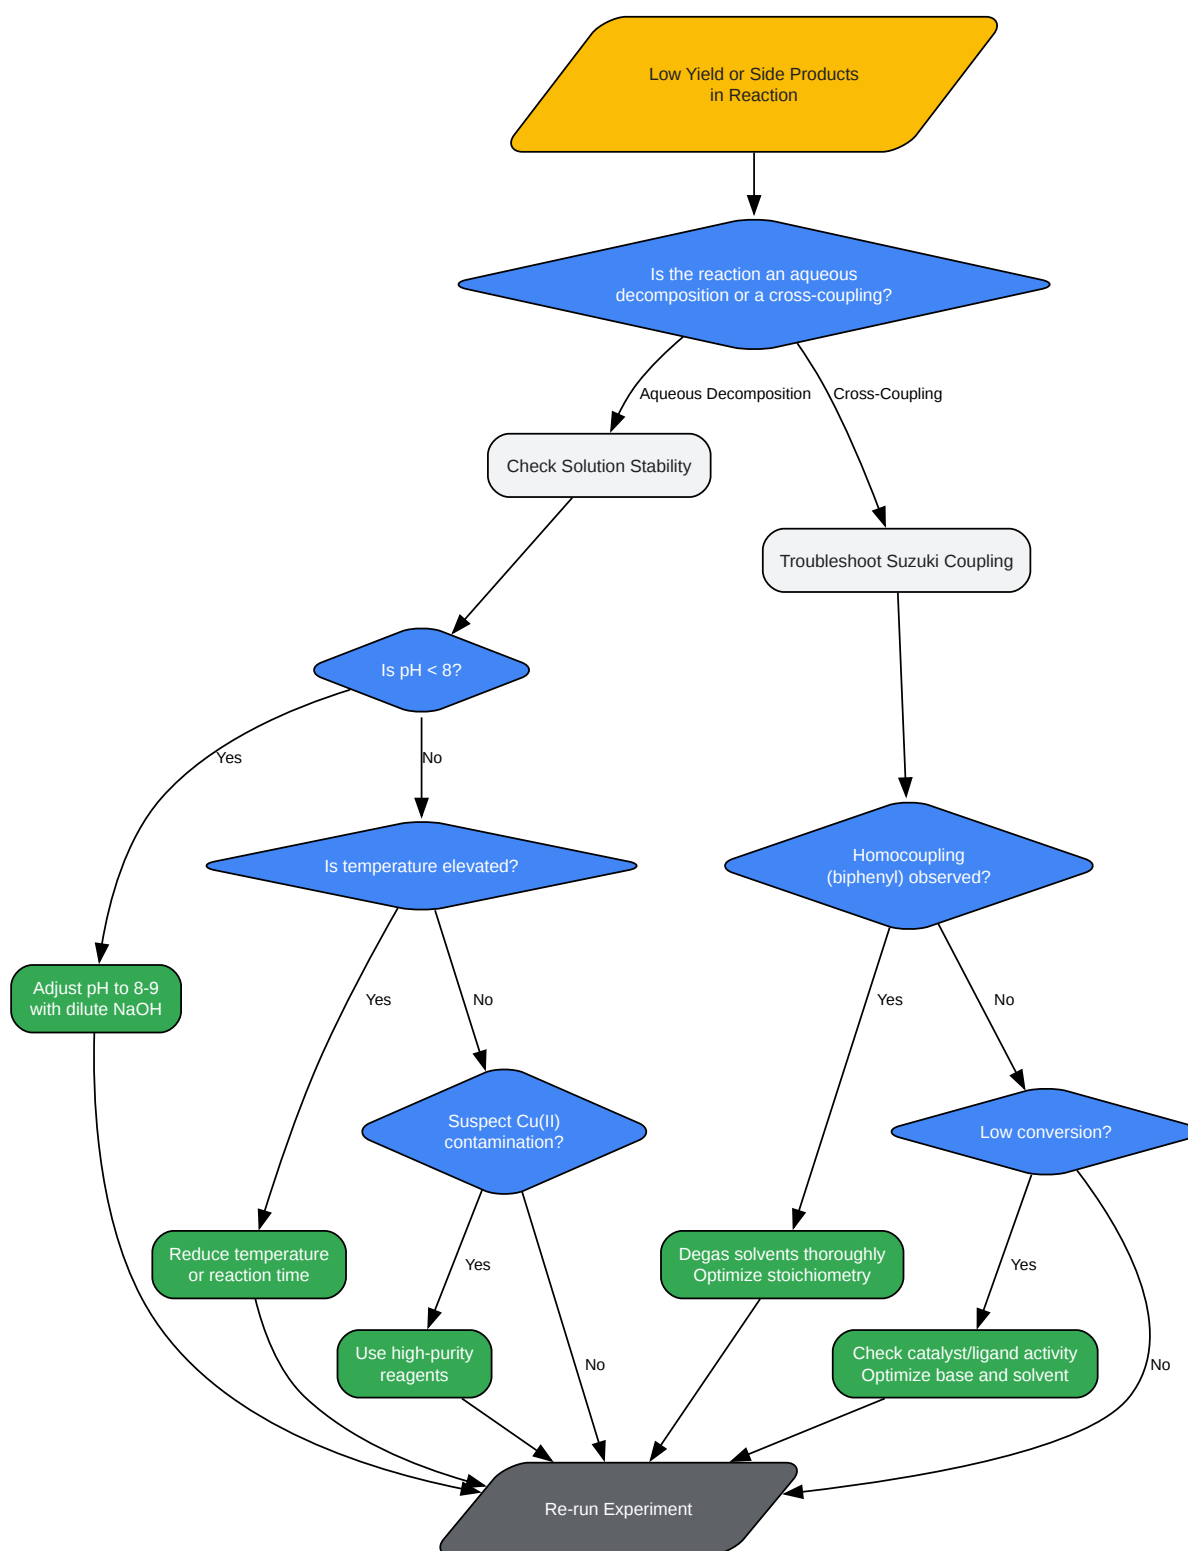 Low Yield or Side Products
in Reaction
Is the reaction an aqueous
decomposition or a cross-coupling?
Aqueous Decomposition
Cross-Coupling
Check Solution Stability
Troubleshoot Suzuki Coupling
Is pH < 8?
Yes
No
Is temperature elevated?
Homocoupling
(biphenyl) observed?
Adjust pH to 8-9
with dilute NaOH
Yes
No
Yes
No
Suspect Cu(II)
contamination?
Low conversion?
Reduce temperature
or reaction time
Yes
Degas solvents thoroughly
Optimize stoichiometry
Yes
Use high-purity
reagents
No
Check catalyst/ligand activity
Optimize base and solvent
No
Re-run Experiment